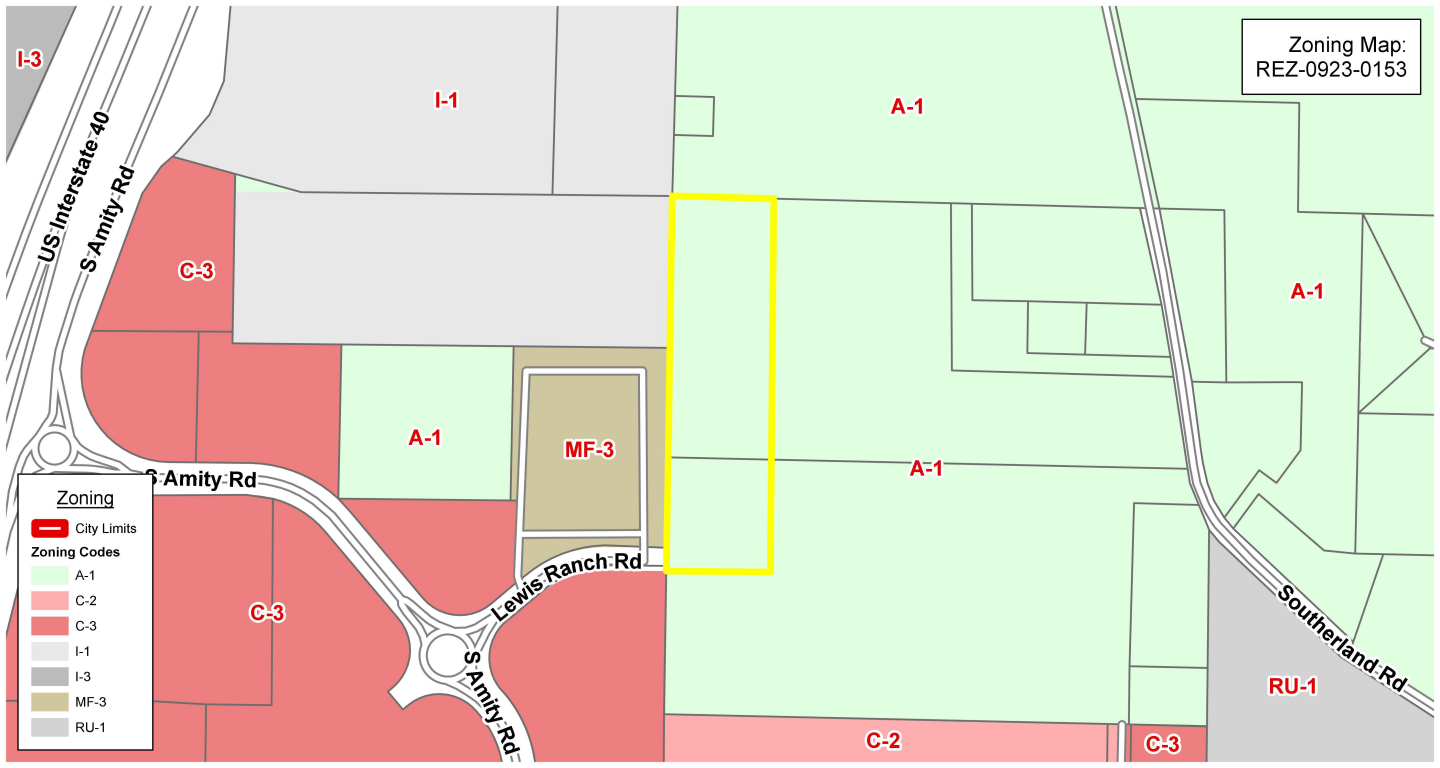 I-3
I-1
A-1
Zoning Map:
REZ-0923-0153
US Interstate 40
S Amity Rd
C-3
A-1
A-1
MF-3
A-1
S Amity Rd
Lewis Ranch Rd
C-3
S Amity Rd
Southerland Rd
RU-1
C-2
C-3
Zoning
City Limits
Zoning Codes
A-1
C-2
C-3
I-1
I-3
MF-3
RU-1